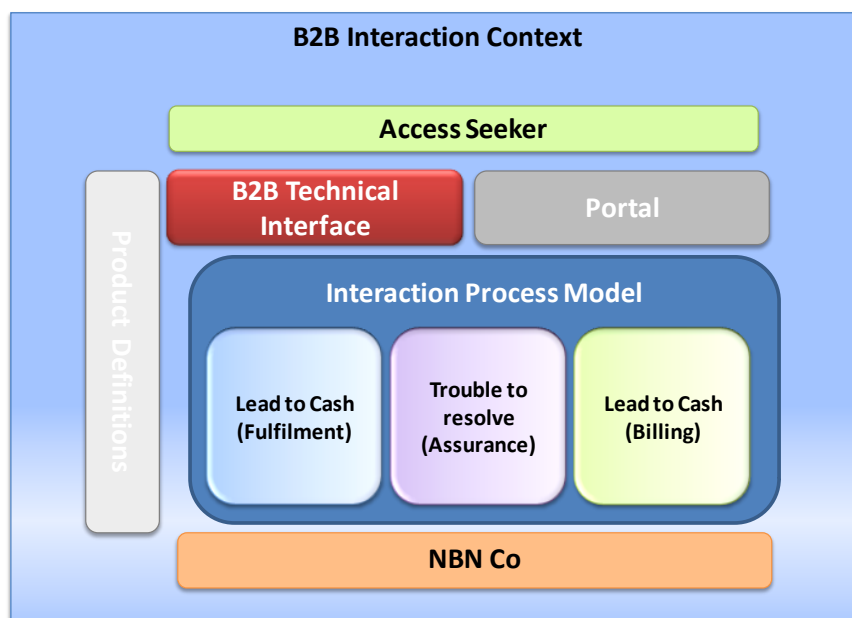 B2B Interaction Context
Access Seeker
B2B Technical
Interface
Portal
Product Definitions
Interaction Process Model
Lead to Cash
(Fulfilment)
Trouble to
resolve
(Assurance)
Lead to Cash
(Billing)
NBN Co